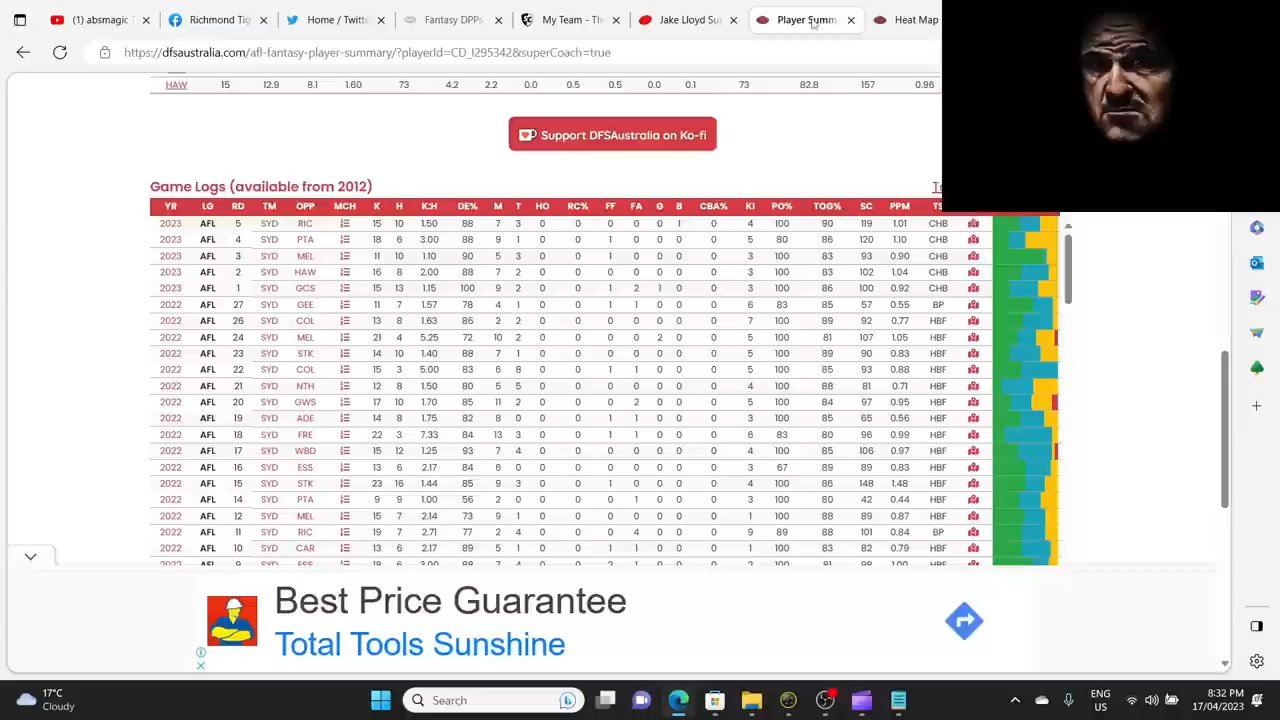 (1) absmagic
Richmond Tig
Home / Twitt
Fantasy DPPs
My Team - Th
Jake Lloyd Su
Player Summ
Heat Map
https://dfsaustralia.com/afl-fantasy-player-summary/?playerId=CD_I295342&superCoach=true
HAW 15 12.9 8.1 1.60 73 4.2 2.2 0.0 0.5 0.5 0.0 0.1 73 82.8 157 0.96
Support DFSAustralia on Ko-fi
Game Logs (available from 2012)
YR LG RD TM OPP MCH K H K:H DE% M T HO RC% FF FA G B CBA% KI PO% TOG% SC PPM TS
2023 AFL 5 SYD RIC 15 10 1.50 88 7 3 0 0 0 0 0 1 0 4 100 90 119 1.01 CHB
2023 AFL 4 SYD PTA 18 6 3.00 88 9 1 0 0 1 0 0 0 0 5 80 86 120 1.10 CHB
2023 AFL 3 SYD MEL 11 10 1.10 90 5 3 0 0 1 0 0 0 0 3 100 83 93 0.90 CHB
2023 AFL 2 SYD HAW 16 8 2.00 88 7 2 0 0 1 0 0 0 0 3 100 83 102 1.04 CHB
2023 AFL 1 SYD GCS 15 13 1.15 100 9 2 0 0 1 2 1 0 0 3 100 86 100 0.92 CHB
2022 AFL 27 SYD GEE 11 7 1.57 78 4 1 0 0 1 1 0 0 0 6 83 85 57 0.55 BP
2022 AFL 26 SYD COL 13 8 1.63 86 2 2 0 0 0 0 0 0 0 7 100 89 92 0.77 HBF
2022 AFL 24 SYD MEL 21 4 5.25 72 10 2 0 0 0 0 2 0 0 5 100 81 107 1.05 HBF
2022 AFL 23 SYD STK 14 10 1.40 88 7 1 0 0 0 0 0 0 0 5 100 89 90 0.83 HBF
2022 AFL 22 SYD COL 15 3 5.00 83 6 8 0 0 1 1 0 0 0 5 100 85 93 0.88 HBF
2022 AFL 21 SYD NTH 12 8 1.50 80 5 5 0 0 0 0 0 0 0 4 100 88 81 0.71 HBF
2022 AFL 20 SYD GWS 17 10 1.70 85 11 2 0 0 0 2 0 0 0 5 100 84 97 0.95 HBF
2022 AFL 19 SYD ADE 14 8 1.75 82 8 0 0 0 1 1 0 0 0 3 100 85 65 0.56 HBF
2022 AFL 18 SYD FRE 22 3 7.33 84 13 3 0 0 1 1 0 0 0 6 83 80 96 0.99 HBF
2022 AFL 17 SYD WBD 15 12 1.25 93 7 4 0 0 0 1 0 0 0 4 100 85 106 0.97 HBF
2022 AFL 16 SYD ESS 13 6 2.17 84 6 0 0 0 1 0 0 0 0 3 67 89 89 0.83 HBF
2022 AFL 15 SYD STK 23 16 1.44 85 9 3 0 0 1 0 0 0 0 4 100 86 148 1.48 HBF
2022 AFL 14 SYD PTA 9 9 1.00 56 2 0 0 0 0 1 0 0 0 3 100 80 42 0.44 HBF
2022 AFL 12 SYD MEL 15 7 2.14 73 9 1 0 0 0 0 0 0 0 1 100 88 89 0.87 HBF
2022 AFL 11 SYD RIC 19 7 2.71 77 2 4 0 0 0 4 0 0 0 9 89 88 101 0.84 BP
2022 AFL 10 SYD CAR 13 6 2.17 89 5 1 0 0 1 1 0 0 0 1 100 83 82 0.79 HBF
Best Price Guarantee
Total Tools Sunshine
17°C
Cloudy
Search
ENG
US
8:32 PM
17/04/2023